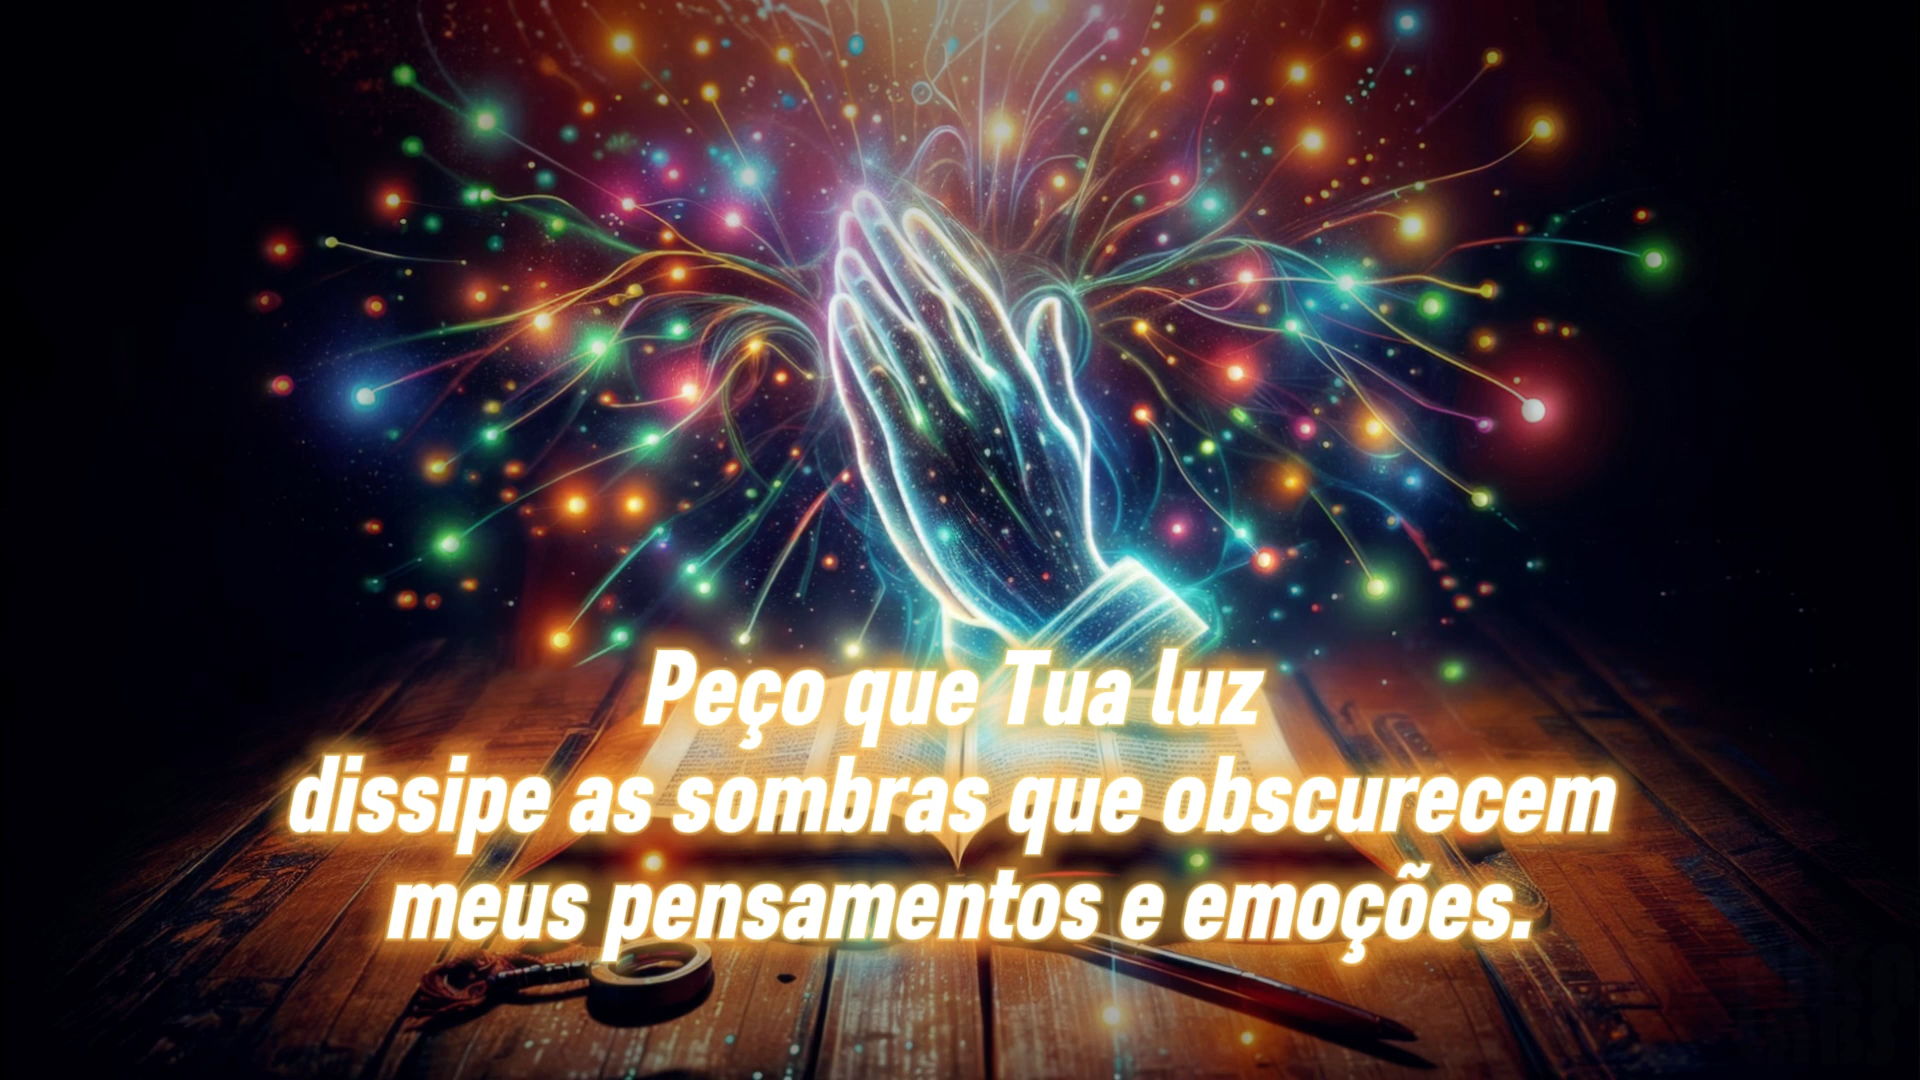 Peço que Tua luz
dissipe as sombras que obscurecem
meus pensamentos e emoções.